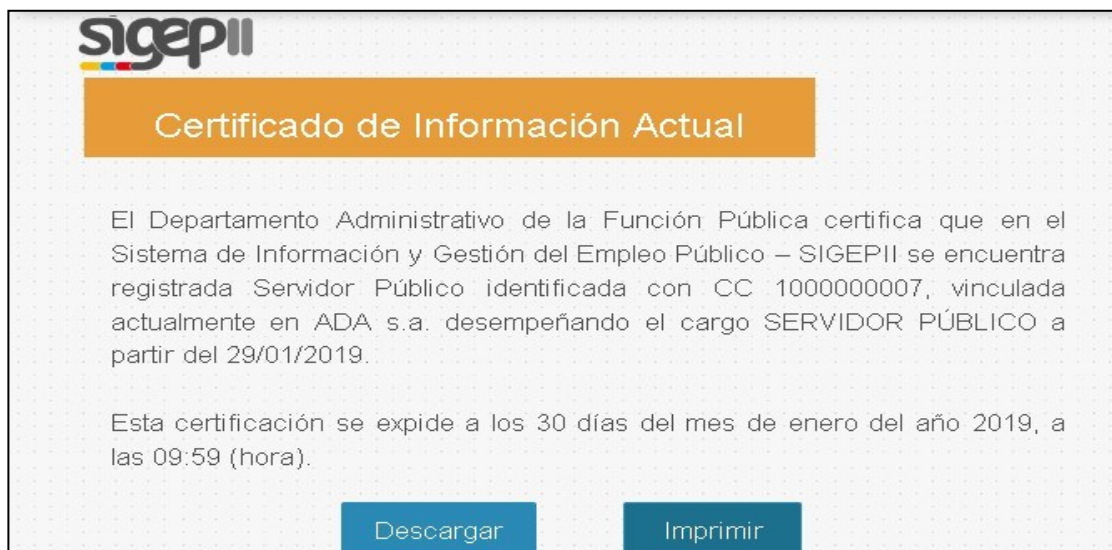 sigepII
Certificado de Información Actual
El Departamento Administrativo de la Función Pública certifica que en el
Sistema de Información y Gestión del Empleo Público – SIGEPII se encuentra
registrada Servidor Público identificada con CC 1000000007, vinculada
actualmente en ADA s.a. desempeñando el cargo SERVIDOR PÚBLICO a
partir del 29/01/2019.
Esta certificación se expide a los 30 días del mes de enero del año 2019, a
las 09:59 (hora).
Descargar
Imprimir